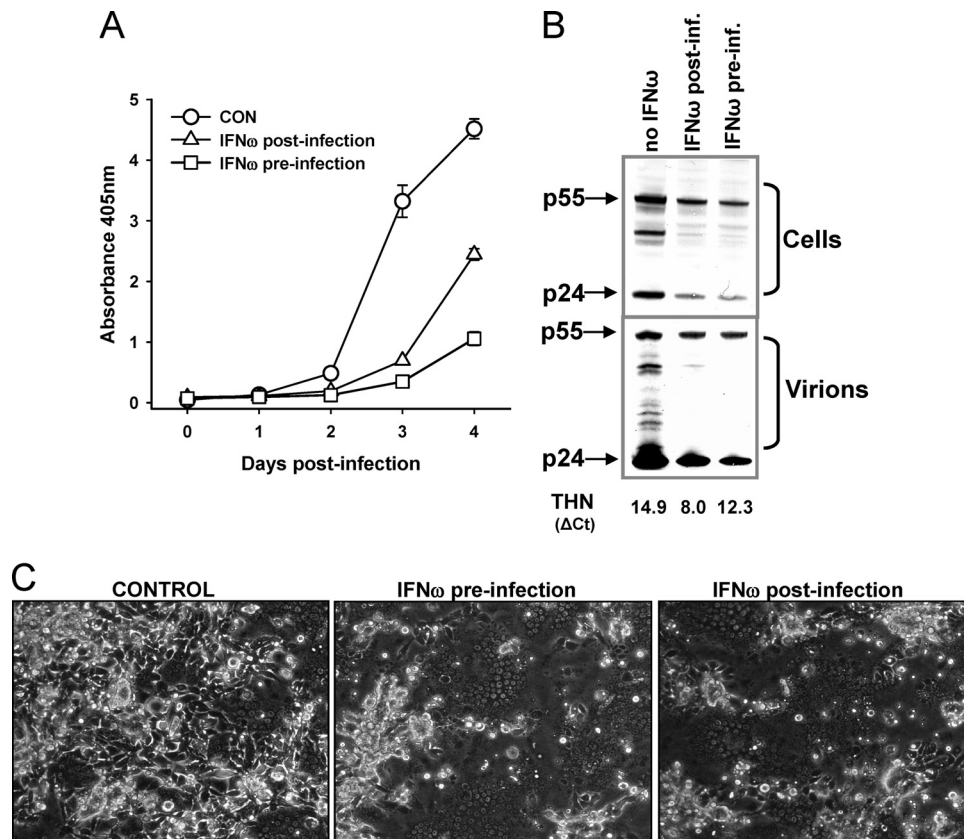 A
5
4
3
2
1
0
0 1 2 3 4
Absorbance 405nm
Days post-infection
CON
IFNω post-infection
IFNω pre-infection
B
no IFNω
IFNω post-inf.
IFNω pre-inf.
p55
p24
Cells
p55
p24
Virions
THN
(ΔCt)
14.9 8.0 12.3
C
CONTROL
IFNω pre-infection
IFNω post-infection